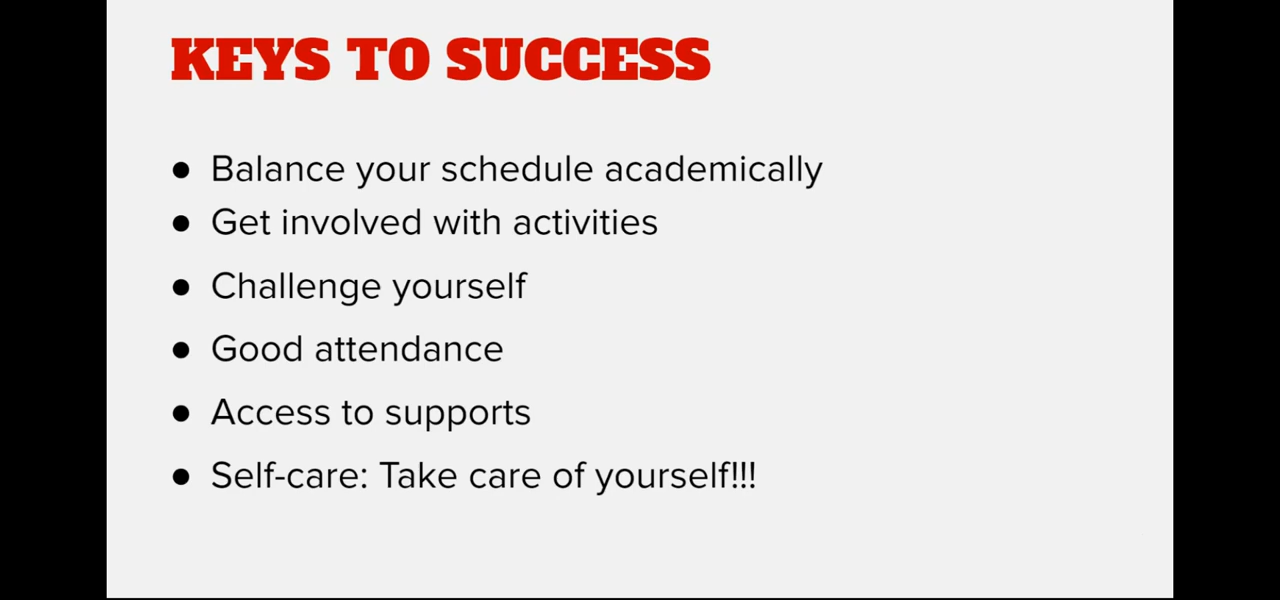 KEYS TO SUCCESS
● Balance your schedule academically
● Get involved with activities
● Challenge yourself
● Good attendance
● Access to supports
● Self-care: Take care of yourself!!!